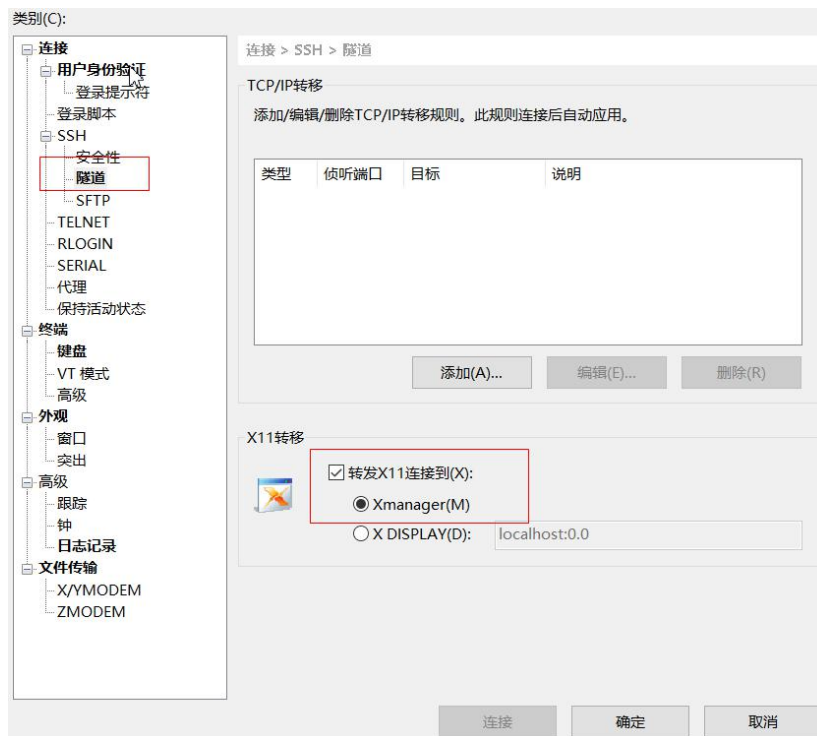 类别(C):
连接
用户身份验证
登录提示符
登录脚本
SSH
安全性
隧道
SFTP
TELNET
RLOGIN
SERIAL
代理
保持活动状态
终端
键盘
VT 模式
高级
外观
窗口
突出
高级
跟踪
钟
日志记录
文件传输
X/YMODEM
ZMODEM
连接 > SSH > 隧道
TCP/IP转移
添加/编辑/删除TCP/IP转移规则。此规则连接后自动应用。
类型 侦听端口 目标 说明
添加(A)... 编辑(E)... 删除(R)
X11转移
转发X11连接到(X):
Xmanager(M)
X DISPLAY(D): localhost:0.0
连接 确定 取消